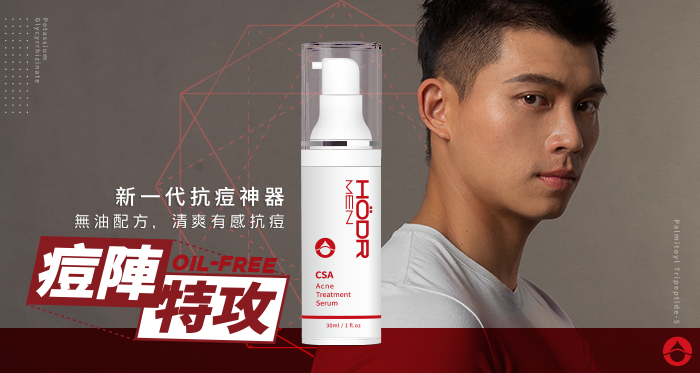 Potassium
Glycyrrhizinate
新一代抗痘神器
無油配方，清爽有感抗痘
痘陣
OIL-FREE
特攻
HÖDR
MEN
CSA
Acne
Treatment
Serum
30ml / 1 fl.oz
Palmitoyl Tripeptide-5